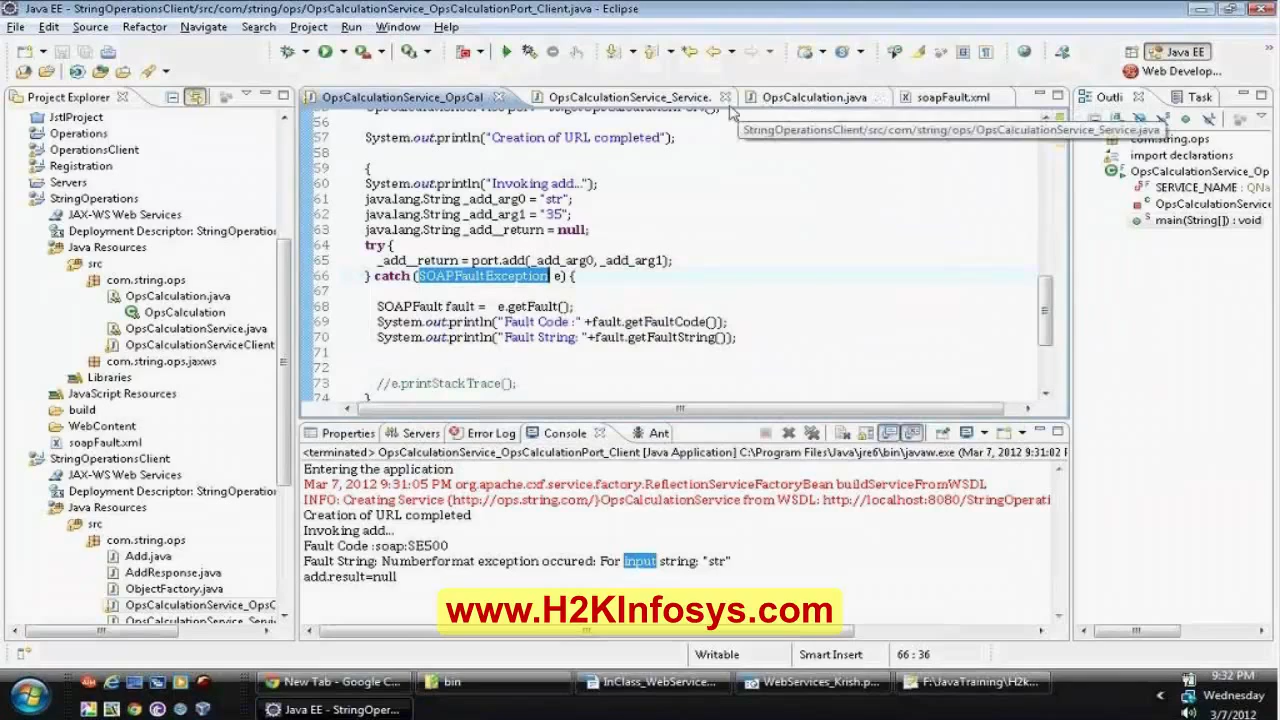 Java EE - StringOperationsClient/src/com/string/ops/OpsCalculationService_OpsCalculationPort_Client.java - Eclipse
File Edit Source Refactor Navigate Search Project Run Window Help
Java EE
Web Develop...
Project Explorer
JstlProject
Operations
OperationsClient
Registration
Servers
StringOperations
JAX-WS Web Services
Deployment Descriptor: StringOperation
Java Resources
src
com.string.ops
OpsCalculation.java
OpsCalculation
OpsCalculationService.java
OpsCalculationServiceClient
com.string.ops.jaxws
Libraries
JavaScript Resources
build
WebContent
soapFault.xml
StringOperationsClient
JAX-WS Web Services
Deployment Descriptor: StringOperation
Java Resources
src
com.string.ops
Add.java
AddResponse.java
ObjectFactory.java
OpsCalculationService_OpsC
OpsCalculationService_OpsCal OpsCalculationService_Service. OpsCalculation.java soapFault.xml
StringOperationsClient/src/com/string/ops/OpsCalculationService_Service.java
56
57 System.out.println("Creation of URL completed");
58
59 {
60 System.out.println("Invoking add...");
61 java.lang.String _add_arg0 = "str";
62 java.lang.String _add_arg1 = "35";
63 java.lang.String _add__return = null;
64 try {
65 _add__return = port.add(_add_arg0, _add_arg1);
66 } catch (SOAPFaultException e) {
68 SOAPFault fault = e.getFault();
69 System.out.println("Fault Code :" +fault.getFaultCode());
70 System.out.println("Fault String: "+fault.getFaultString());
71
72
73 //e.printStackTrace();
74 }
Outli Task
com.string.ops
import declarations
OpsCalculationService_Op
SERVICE_NAME : QNa
OpsCalculationService
main(String[]) : void
Properties Servers Error Log Console Ant
<terminated> OpsCalculationService_OpsCalculationPort_Client [Java Application] C:\Program Files\Java\jre6\bin\javaw.exe (Mar 7, 2012 9:31:02 P
Entering the application
Mar 7, 2012 9:31:05 PM org.apache.cxf.service.factory.ReflectionServiceFactoryBean buildServiceFromWSDL
INFO: Creating Service {http://ops.string.com/}OpsCalculationService from WSDL: http://localhost:8080/StringOperati
Creation of URL completed
Invoking add...
Fault Code :soap:SE500
Fault String: Numberformat exception occured: For input string: "str"
add.result=null
www.H2KInfosys.com
Writable Smart Insert 66 : 36
New Tab - Google C... bin InClass_WebService... WebServices_Krish.p... F:\JavaTraining\H2k...
Java EE - StringOper...
9:32 PM
Wednesday
3/7/2012